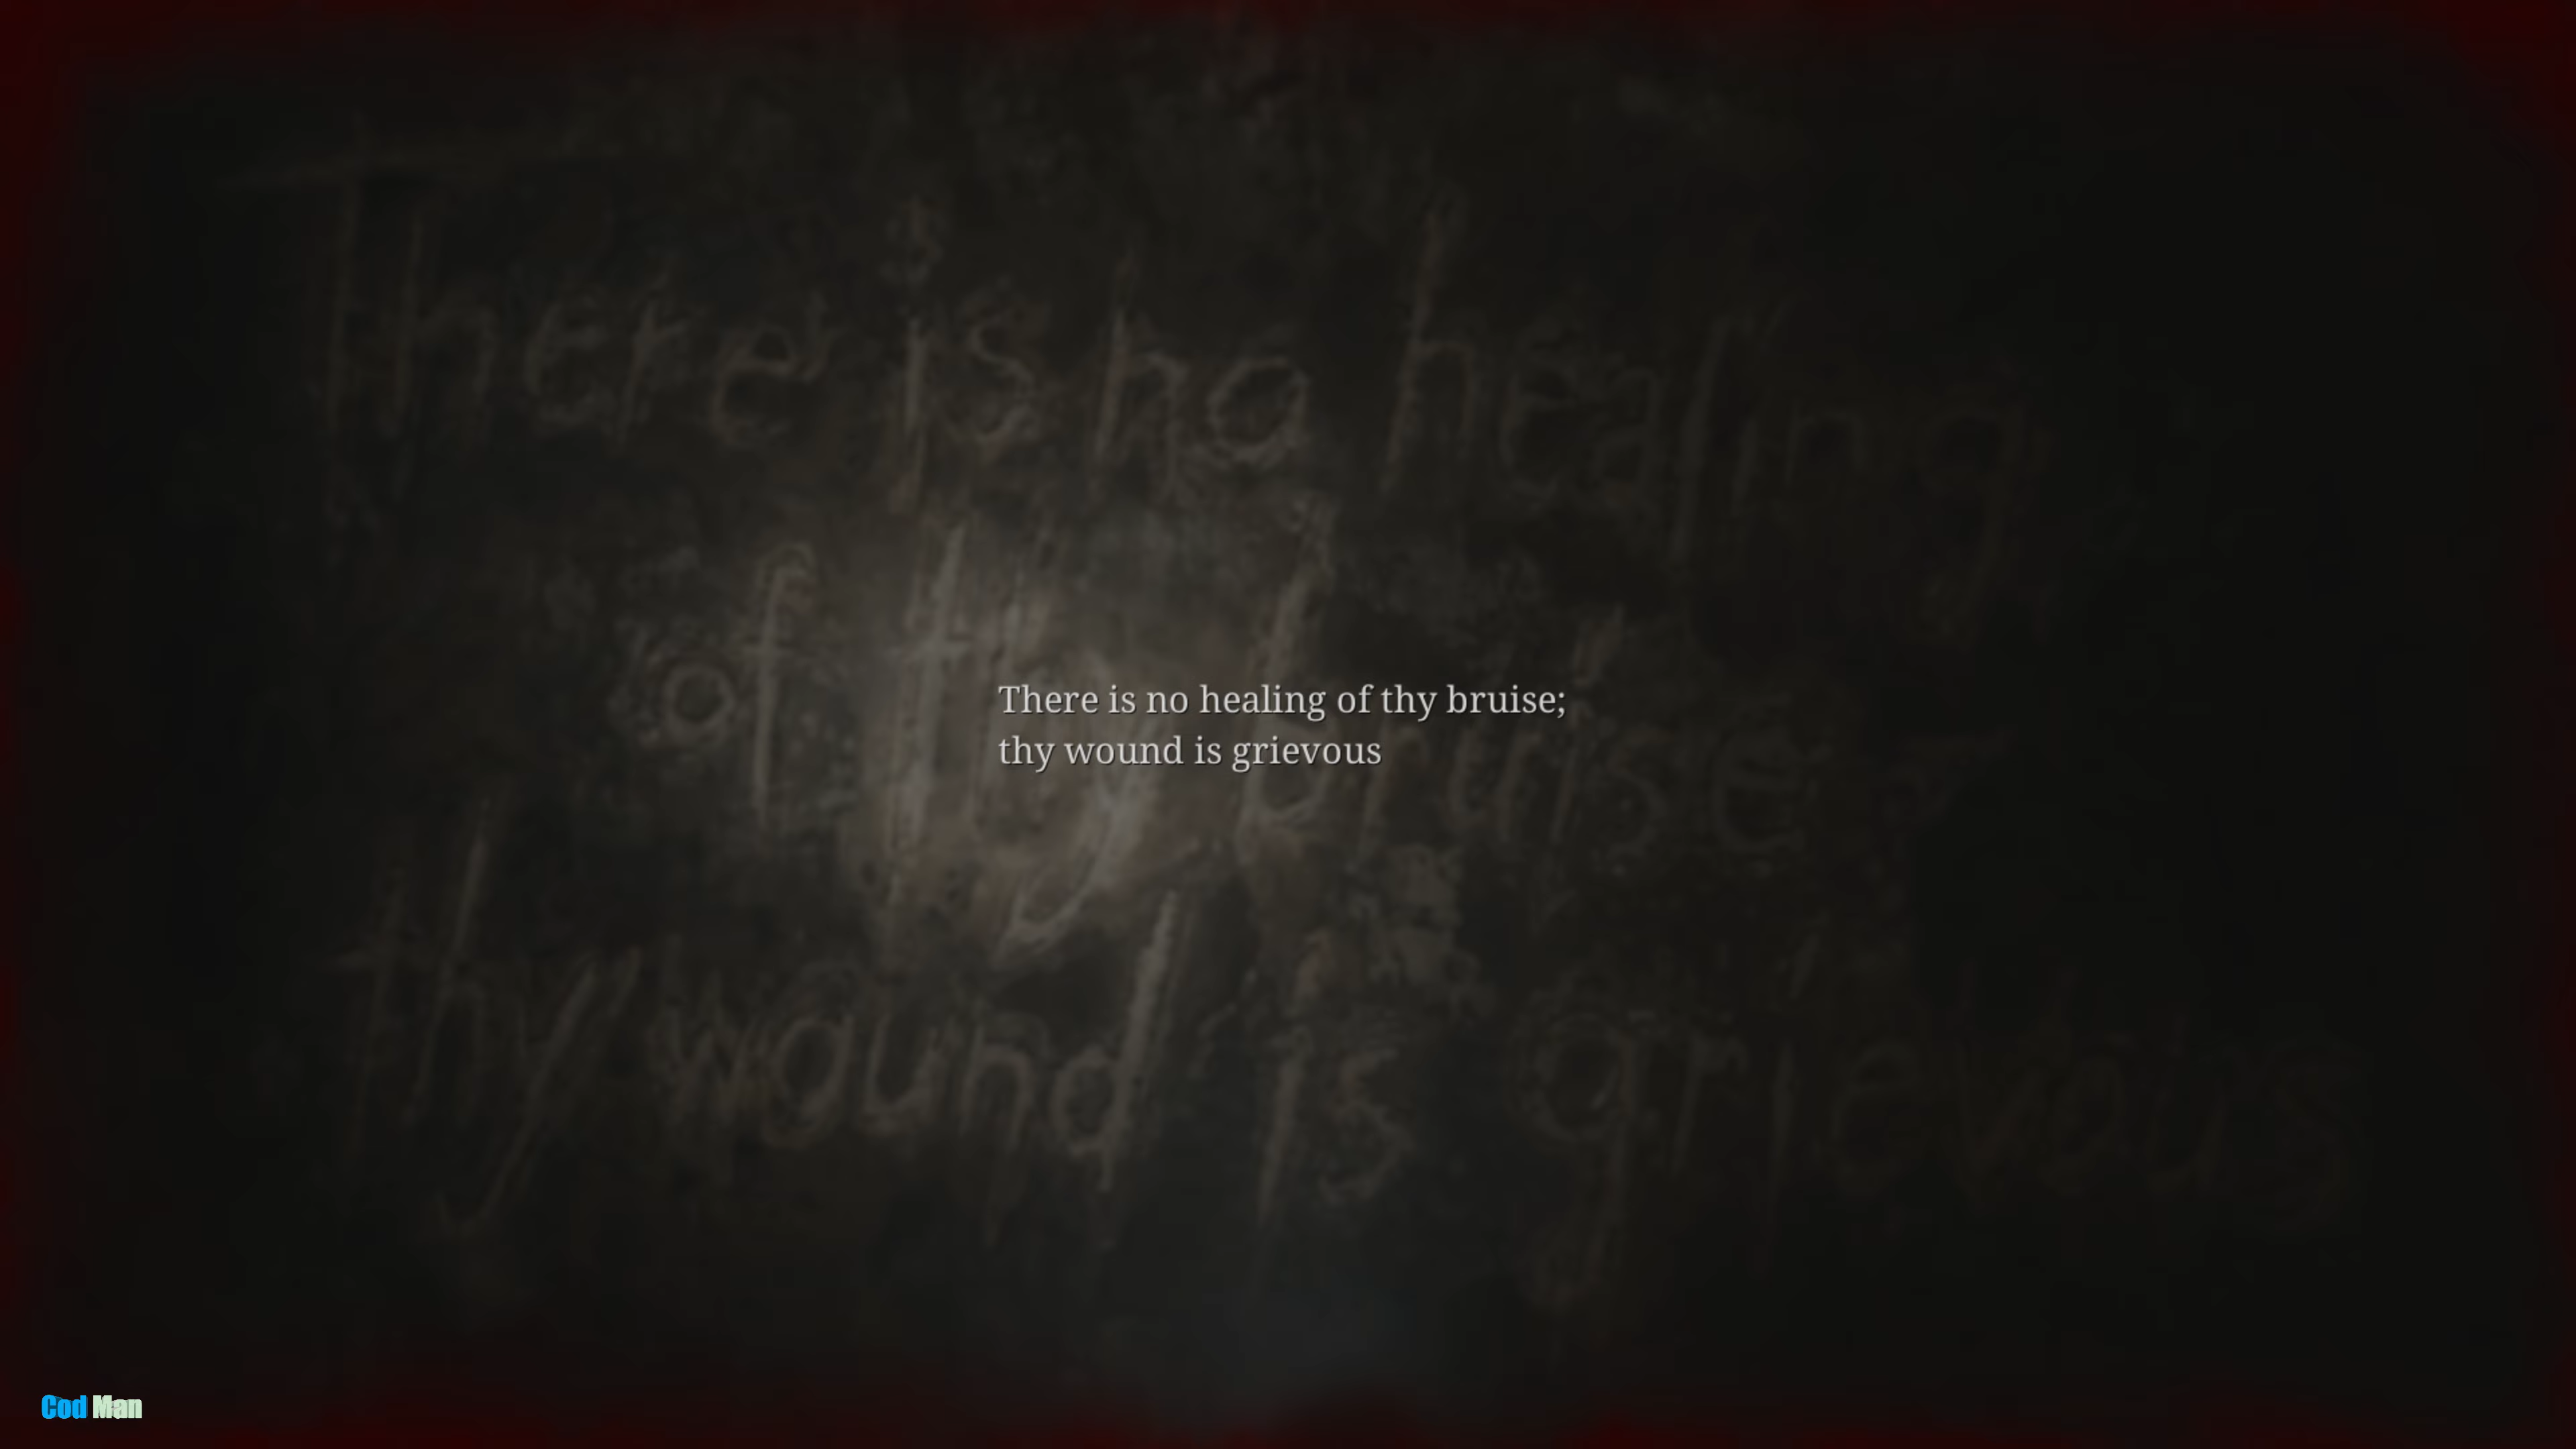 There is no healing
of thy bruise
thy wound is grievous
There is no healing of thy bruise;
thy wound is grievous
Cod Man